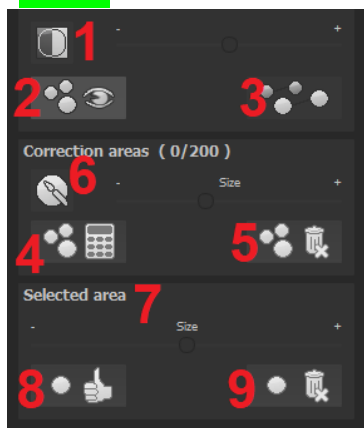 1
- +
2 3
Correction areas ( 0/200 )
6
- Size +
4 5
Selected area
7
- Size +
8 9